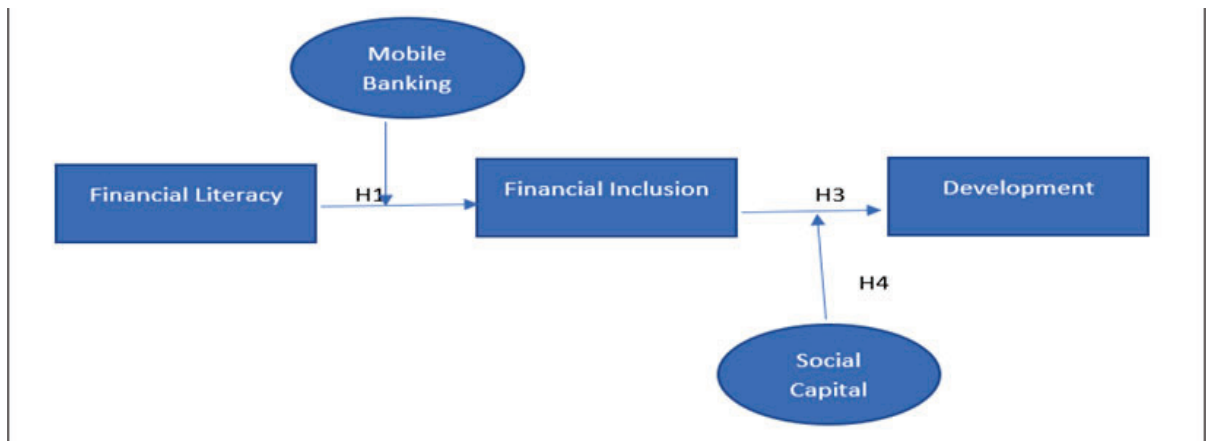 Mobile
Banking
Financial Literacy
H1
Financial Inclusion
H3
Development
H4
Social
Capital